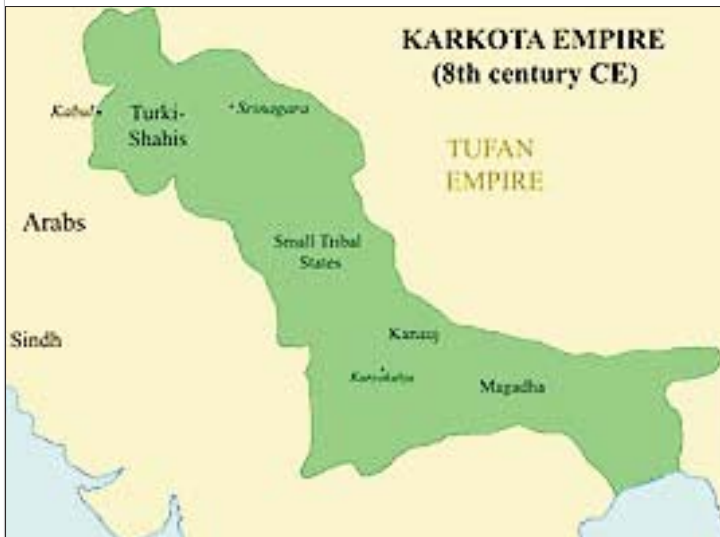 KARKOTA EMPIRE
(8th century CE)
Kabul
Turki-
Shahis
Srinagara
TUFAN
EMPIRE
Arabs
Small Tribal
States
Sindh
Kanauj
Magadha